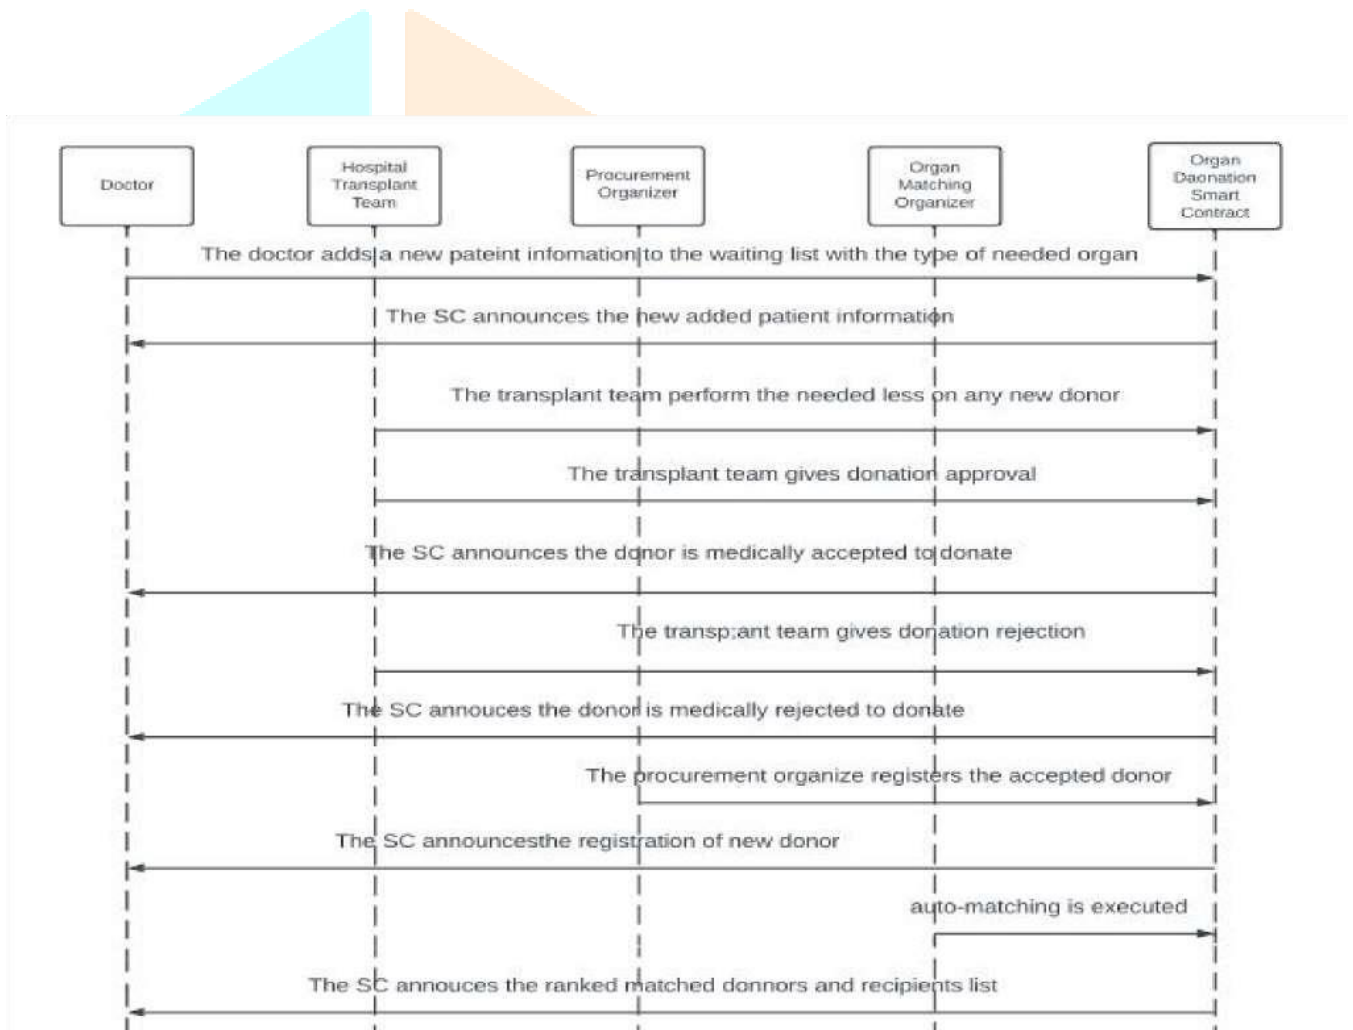 Doctor
Hospital
Transplant
Team
Procurement
Organizer
Organ
Matching
Organizer
Organ
Daonation
Smart
Contract
The doctor adds a new pateint infomation to the waiting list with the type of needed organ
The SC announces the new added patient information
The transplant team perform the needed less on any new donor
The transplant team gives donation approval
The SC announces the donor is medically accepted to donate
The transp;ant team gives donation rejection
The SC annouces the donor is medically rejected to donate
The procurement organize registers the accepted donor
The SC announcesthe registration of new donor
auto-matching is executed
The SC annouces the ranked matched donnors and recipients list